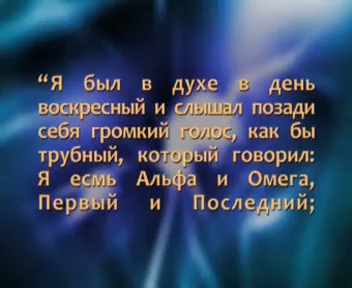 “Я был в духе в день
воскресный и слышал позади
себя громкий голос, как бы
трубный, который говорил:
Я есмь Альфа и Омега,
Первый и Последний;